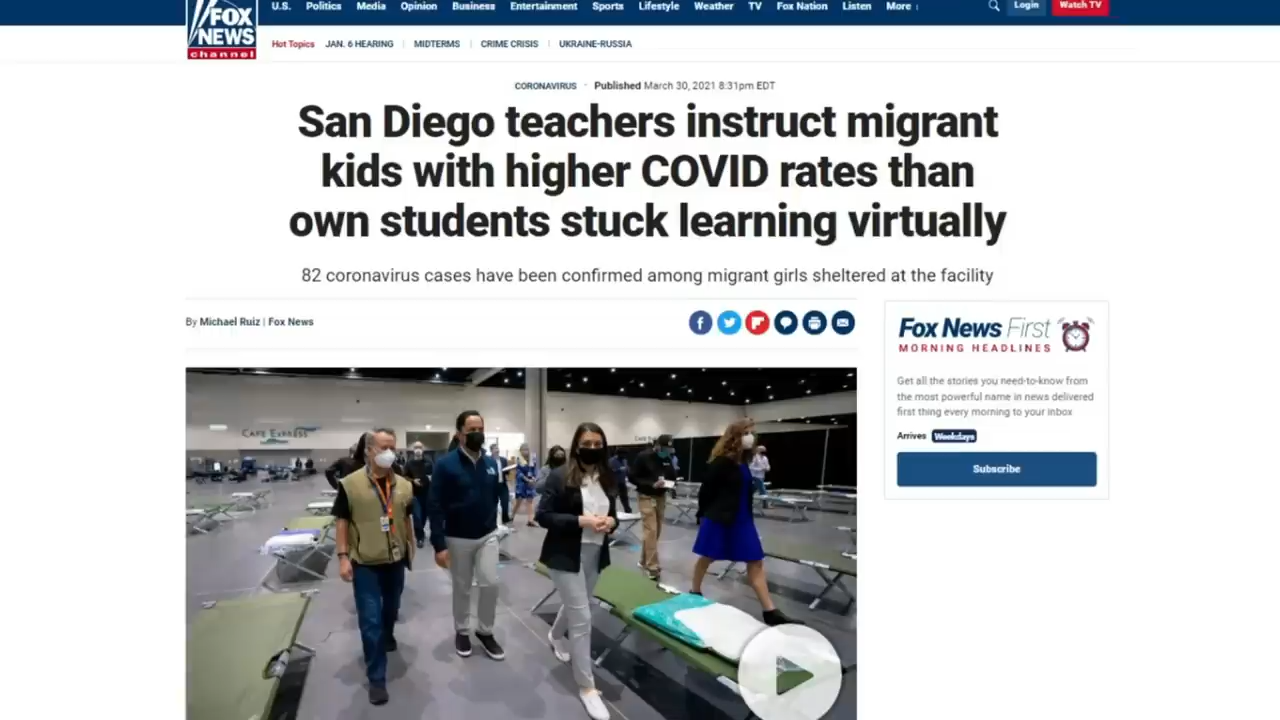 U.S. Politics Media Opinion Business Entertainment Sports Lifestyle Weather TV Fox Nation Listen More Login Watch TV
FOX
NEWS
channel
Hot Topics JAN. 6 HEARING MIDTERMS CRIME CRISIS UKRAINE-RUSSIA
CORONAVIRUS · Published March 30, 2021 8:31pm EDT
San Diego teachers instruct migrant
kids with higher COVID rates than
own students stuck learning virtually
82 coronavirus cases have been confirmed among migrant girls sheltered at the facility
By Michael Ruiz | Fox News
Fox News First
MORNING HEADLINES
Get all the stories you need-to-know from
the most powerful name in news delivered
first thing every morning to your inbox
Arrives Weekdays
Subscribe
CAFE EXPRESS